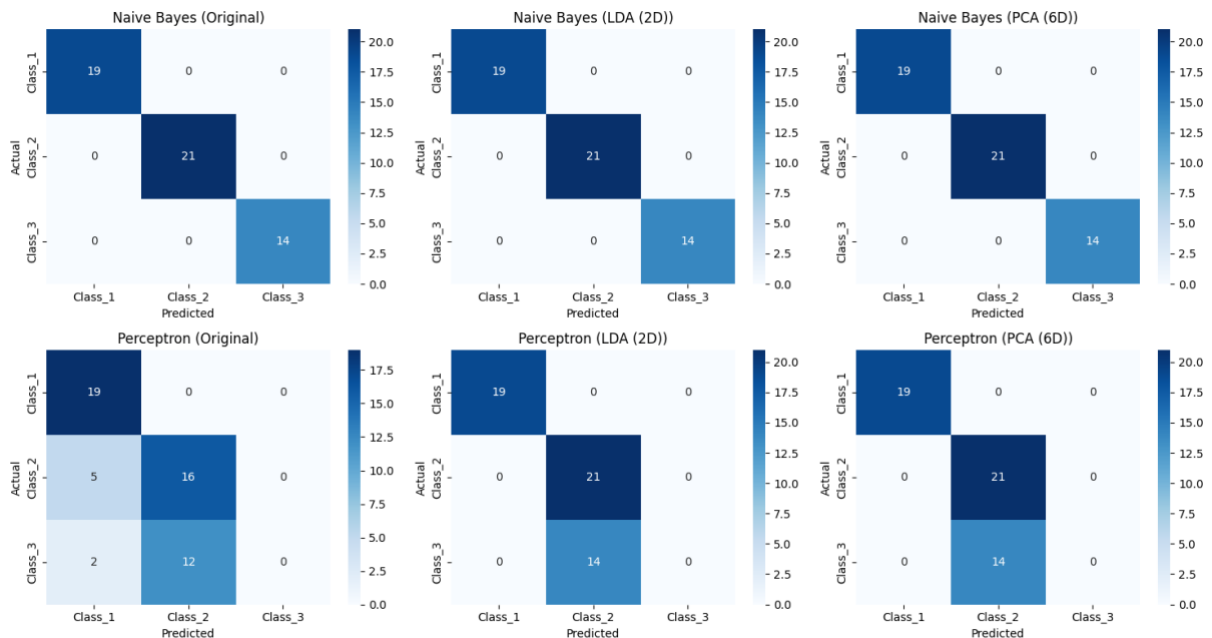 Naive Bayes (Original)
Class_1
Class_2
Class_3
Actual
19 0 0
0 21 0
0 0 14
Class_1 Class_2 Class_3
Predicted
20.0
17.5
15.0
12.5
10.0
7.5
5.0
2.5
0.0
Naive Bayes (LDA (2D))
Class_1
Class_2
Class_3
Actual
19 0 0
0 21 0
0 0 14
Class_1 Class_2 Class_3
Predicted
20.0
17.5
15.0
12.5
10.0
7.5
5.0
2.5
0.0
Naive Bayes (PCA (6D))
Class_1
Class_2
Class_3
Actual
19 0 0
0 21 0
0 0 14
Class_1 Class_2 Class_3
Predicted
20.0
17.5
15.0
12.5
10.0
7.5
5.0
2.5
0.0
Perceptron (Original)
Class_1
Class_2
Class_3
Actual
19 0 0
5 16 0
2 12 0
Class_1 Class_2 Class_3
Predicted
17.5
15.0
12.5
10.0
7.5
5.0
2.5
0.0
Perceptron (LDA (2D))
Class_1
Class_2
Class_3
Actual
19 0 0
0 21 0
0 14 0
Class_1 Class_2 Class_3
Predicted
20.0
17.5
15.0
12.5
10.0
7.5
5.0
2.5
0.0
Perceptron (PCA (6D))
Class_1
Class_2
Class_3
Actual
19 0 0
0 21 0
0 14 0
Class_1 Class_2 Class_3
Predicted
20.0
17.5
15.0
12.5
10.0
7.5
5.0
2.5
0.0